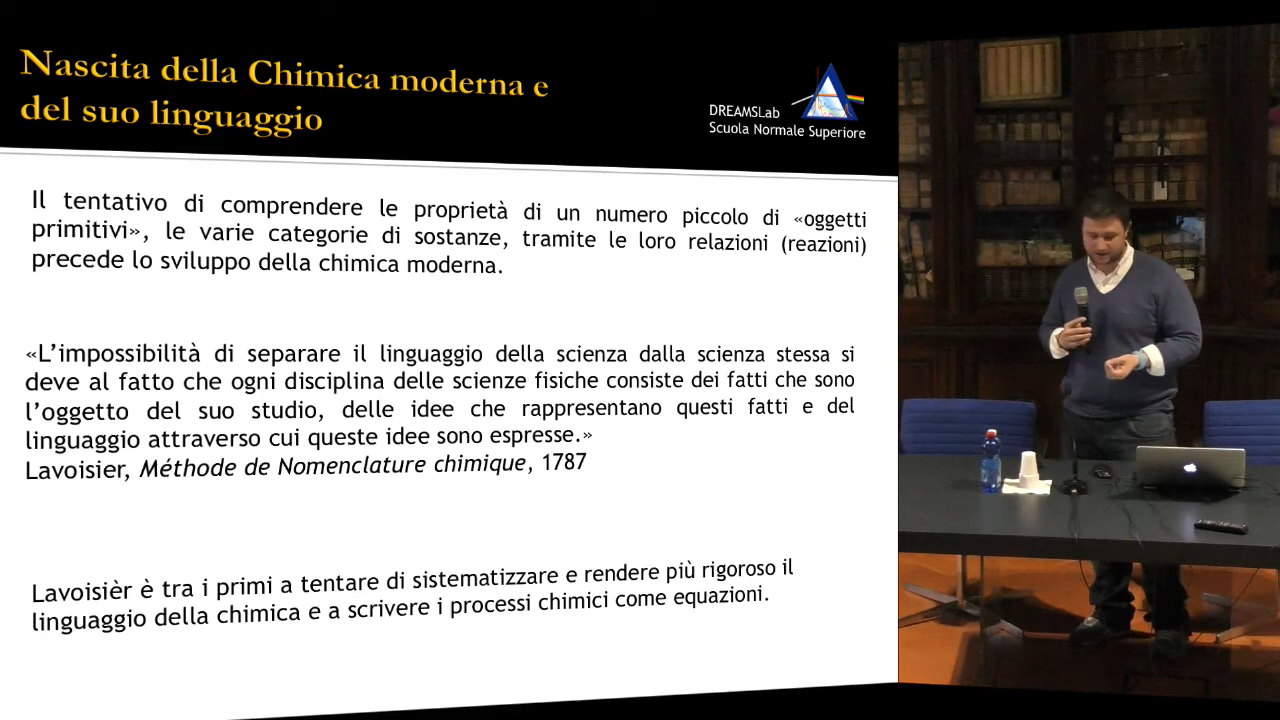 Nascita della Chimica moderna e
del suo linguaggio
DREAMSLab
Scuola Normale Superiore
Il tentativo di comprendere le proprietà di un numero piccolo di «oggetti
primitivi», le varie categorie di sostanze, tramite le loro relazioni (reazioni)
precede lo sviluppo della chimica moderna.
«L’impossibilità di separare il linguaggio della scienza dalla scienza stessa si
deve al fatto che ogni disciplina delle scienze fisiche consiste dei fatti che sono
l’oggetto del suo studio, delle idee che rappresentano questi fatti e del
linguaggio attraverso cui queste idee sono espresse.»
Lavoisier, Méthode de Nomenclature chimique, 1787
Lavoisièr è tra i primi a tentare di sistematizzare e rendere più rigoroso il
linguaggio della chimica e a scrivere i processi chimici come equazioni.